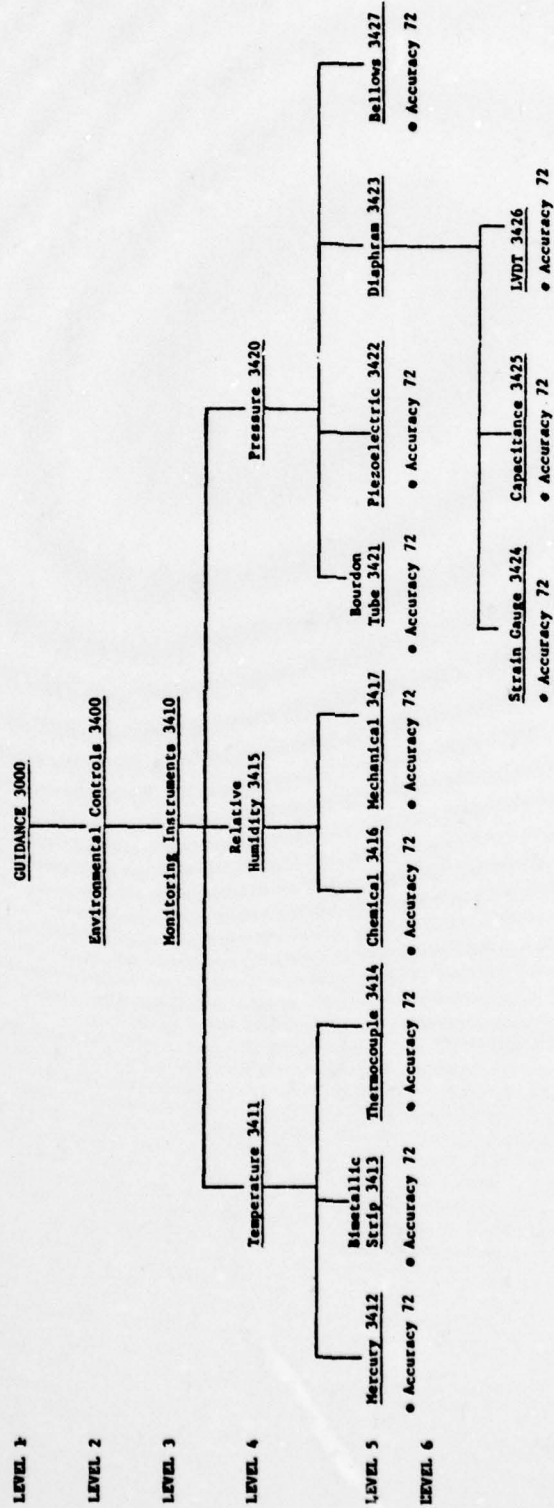 LEVEL 1
GUIDANCE 3000
LEVEL 2
Environmental Controls 3400
LEVEL 3
Monitoring Instruments 3410
LEVEL 4
Temperature 3411
Relative
Humidity 3415
Pressure 3420
LEVEL 5
Mercury 3412
● Accuracy 72
Bimetallic
Strip 3413
● Accuracy 72
Thermocouple 3414
● Accuracy 72
Chemical 3416
● Accuracy 72
Mechanical 3417
● Accuracy 72
Bourdon
Tube 3421
● Accuracy 72
Piezoelectric 3422
● Accuracy 72
Diaphram 3423
Bellows 3427
● Accuracy 72
LEVEL 6
Strain Gauge 3424
● Accuracy 72
Capacitance 3425
● Accuracy 72
LVDT 3426
● Accuracy 72